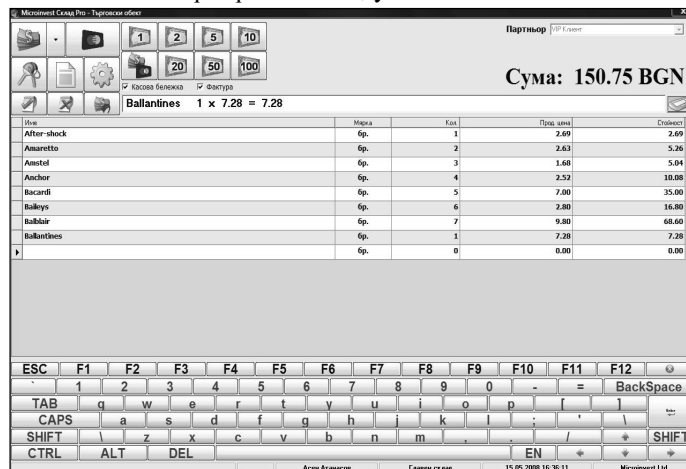 Microinvest Склад Pro - Търговски обект
1 2 5 10
Партньор VIP Клиент
20 50 100
Сума: 150.75 BGN
Касова бележка Фактура
Ballantines 1 x 7.28 = 7.28
Име Мярка Кол. Прод. цена Стойност
After-shock бр. 1 2.69 2.69
Amaretto бр. 2 2.63 5.26
Amstel бр. 3 1.68 5.04
Anchor бр. 4 2.52 10.08
Bacardi бр. 5 7.00 35.00
Baileys бр. 6 2.80 16.80
Balblair бр. 7 9.80 68.60
Ballantines бр. 1 7.28 7.28
бр. 0 0.00 0.00
ESC F1 F2 F3 F4 F5 F6 F7 F8 F9 F10 F11 F12
` 1 2 3 4 5 6 7 8 9 0 - = BackSpace
TAB q w e r t y u i o p [ ]
CAPS a s d f g h j k l ; ' \
SHIFT \ z x c v b n m , . / SHIFT
CTRL ALT DEL EN
Асен Атанасов Главен склад 15.05.2008 16:36:11 Microinvest Ltd.